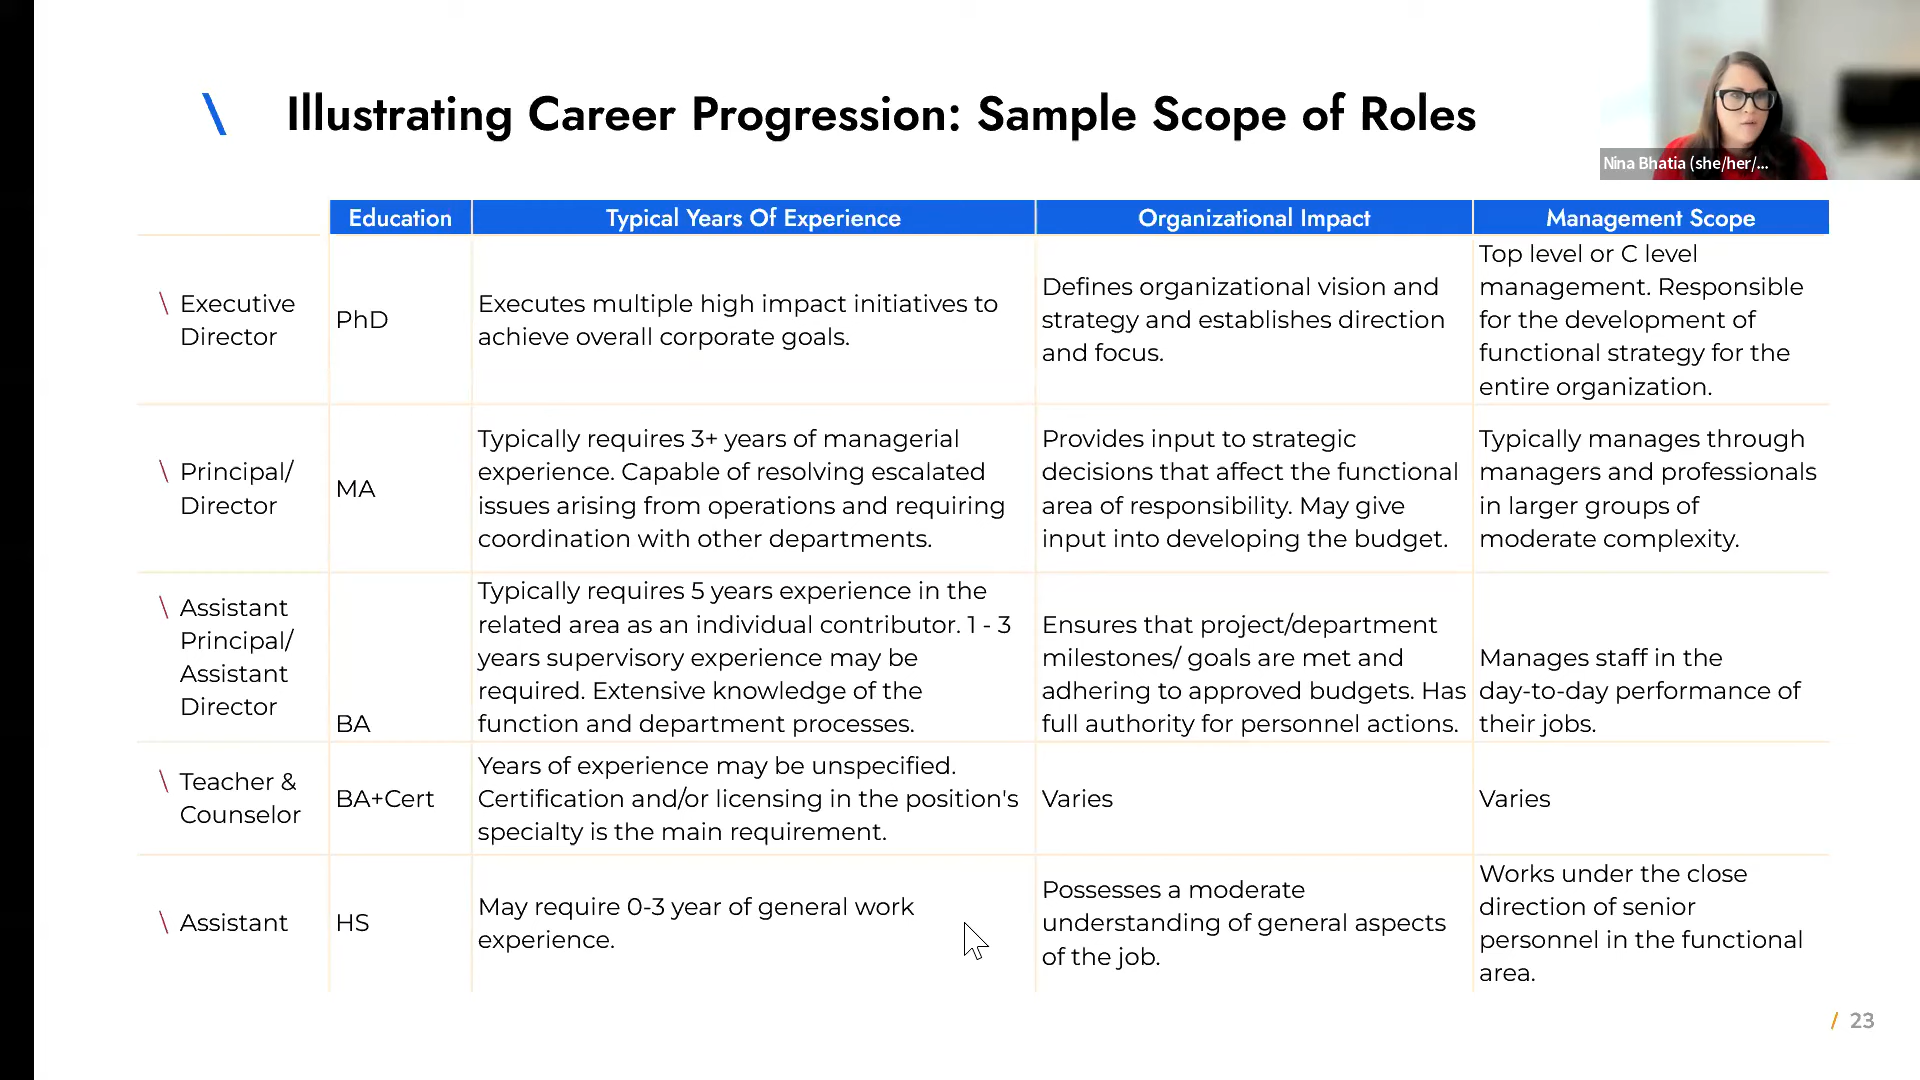 \ Illustrating Career Progression: Sample Scope of Roles
Nina Bhatia (she/her/...
Education Typical Years Of Experience Organizational Impact Management Scope
\ Executive
Director
PhD
Executes multiple high impact initiatives to
achieve overall corporate goals.
Defines organizational vision and
strategy and establishes direction
and focus.
Top level or C level
management. Responsible
for the development of
functional strategy for the
entire organization.
\ Principal/
Director
MA
Typically requires 3+ years of managerial
experience. Capable of resolving escalated
issues arising from operations and requiring
coordination with other departments.
Provides input to strategic
decisions that affect the functional
area of responsibility. May give
input into developing the budget.
Typically manages through
managers and professionals
in larger groups of
moderate complexity.
\ Assistant
Principal/
Assistant
Director
BA
Typically requires 5 years experience in the
related area as an individual contributor. 1 - 3
years supervisory experience may be
required. Extensive knowledge of the
function and department processes.
Ensures that project/department
milestones/ goals are met and
adhering to approved budgets. Has
full authority for personnel actions.
Manages staff in the
day-to-day performance of
their jobs.
\ Teacher &
Counselor
BA+Cert
Years of experience may be unspecified.
Certification and/or licensing in the position's
specialty is the main requirement.
Varies
Varies
\ Assistant
HS
May require 0-3 year of general work
experience.
Possesses a moderate
understanding of general aspects
of the job.
Works under the close
direction of senior
personnel in the functional
area.
/ 23